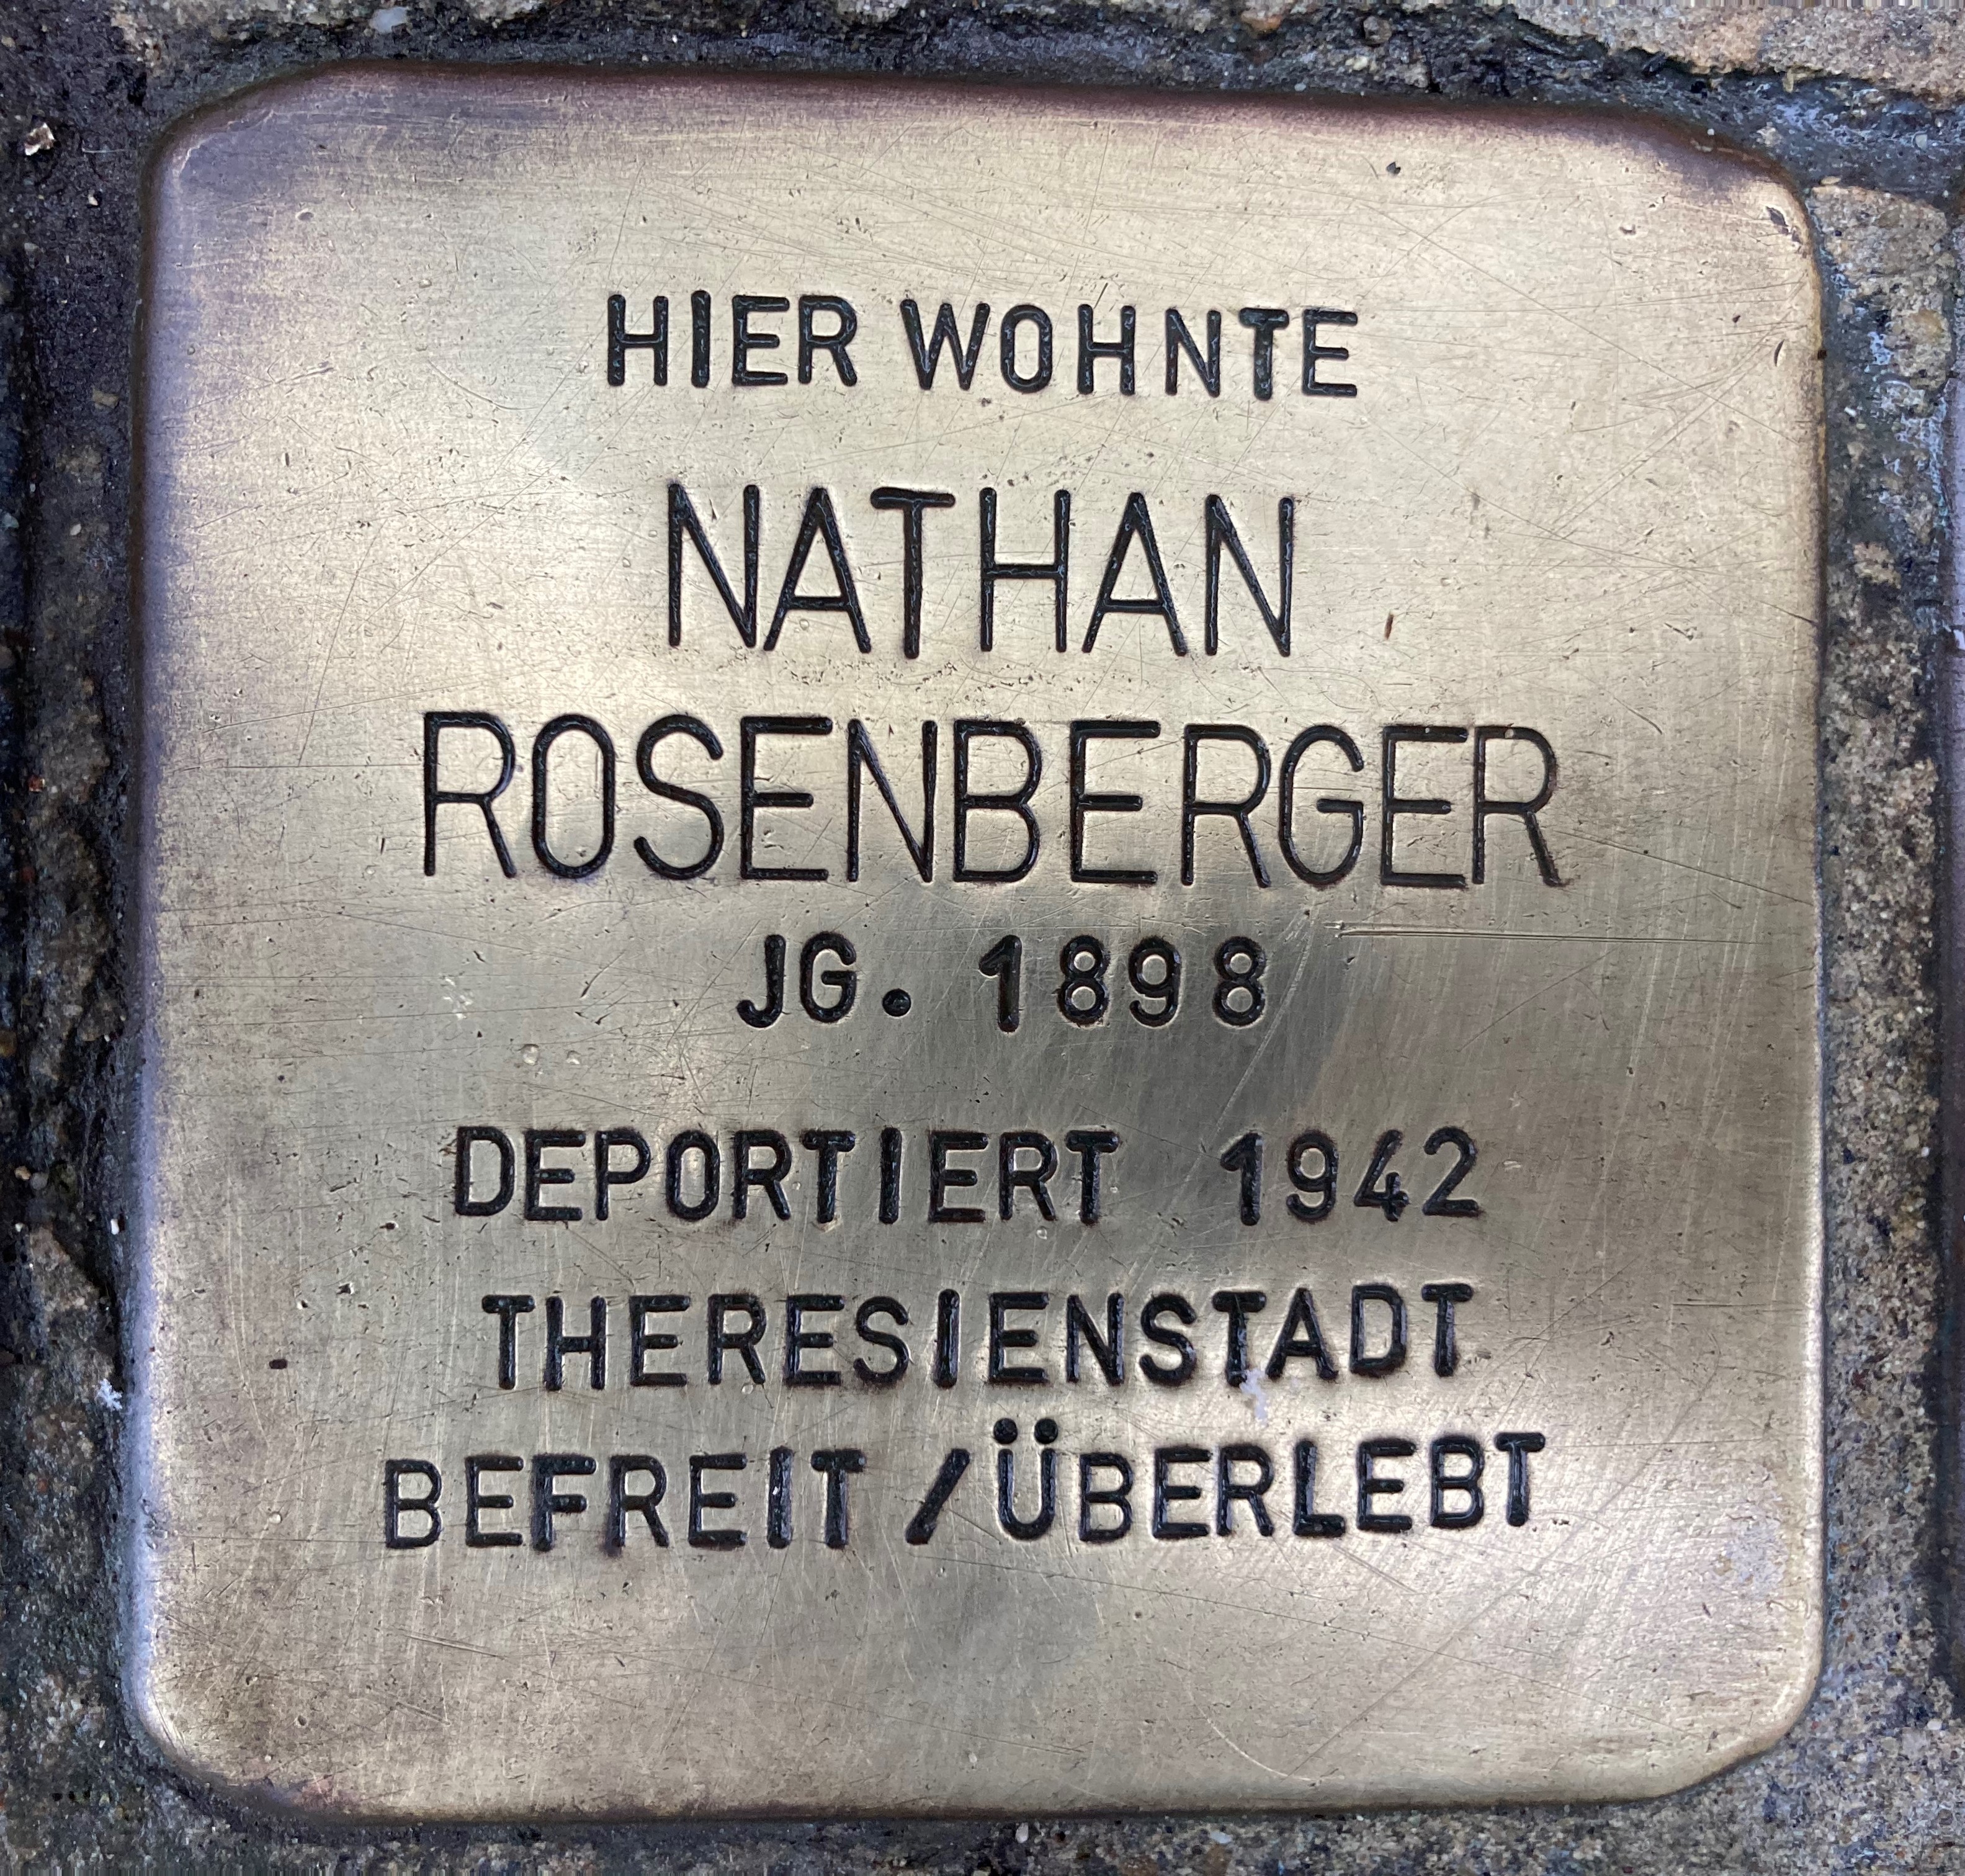 HIER WOHNTE
NATHAN
ROSENBERGER
JG. 1898
DEPORTIERT 1942
THERESIENSTADT
BEFREIT / ÜBERLEBT